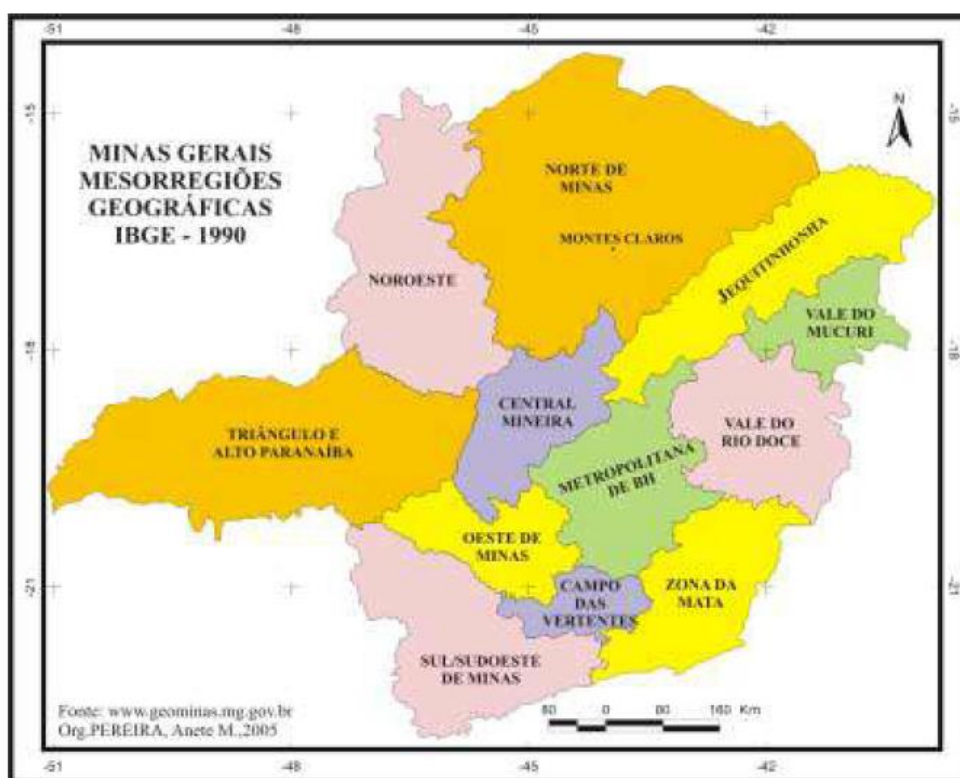 -51
-48
-45
-42
-15
-15
N
MINAS GERAIS
MESORREGIÕES
GEOGRÁFICAS
IBGE - 1990
NORTE DE
MINAS
MONTES CLAROS
NOROESTE
JEQUITINHONHA
VALE DO
MUCURI
-18
-18
CENTRAL
MINEIRA
TRIÂNGULO E
ALTO PARANAÍBA
VALE DO
RIO DOCE
METROPOLITANA
DE BH
OESTE DE
MINAS
-21
-21
CAMPO
DAS
VERTENTES
ZONA DA
MATA
SUL/SUDOESTE
DE MINAS
Fonte: www.geominas.mg.gov.br
Org.PEREIRA, Anete M.,2005
80 0 80 160 Km
-51
-48
-45
-42